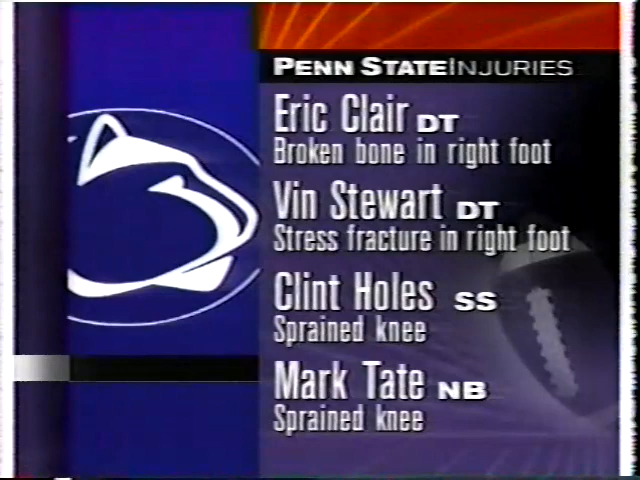 PENN STATE INJURIES
Eric Clair DT
Broken bone in right foot
Vin Stewart DT
Stress fracture in right foot
Clint Holes SS
Sprained knee
Mark Tate NB
Sprained knee